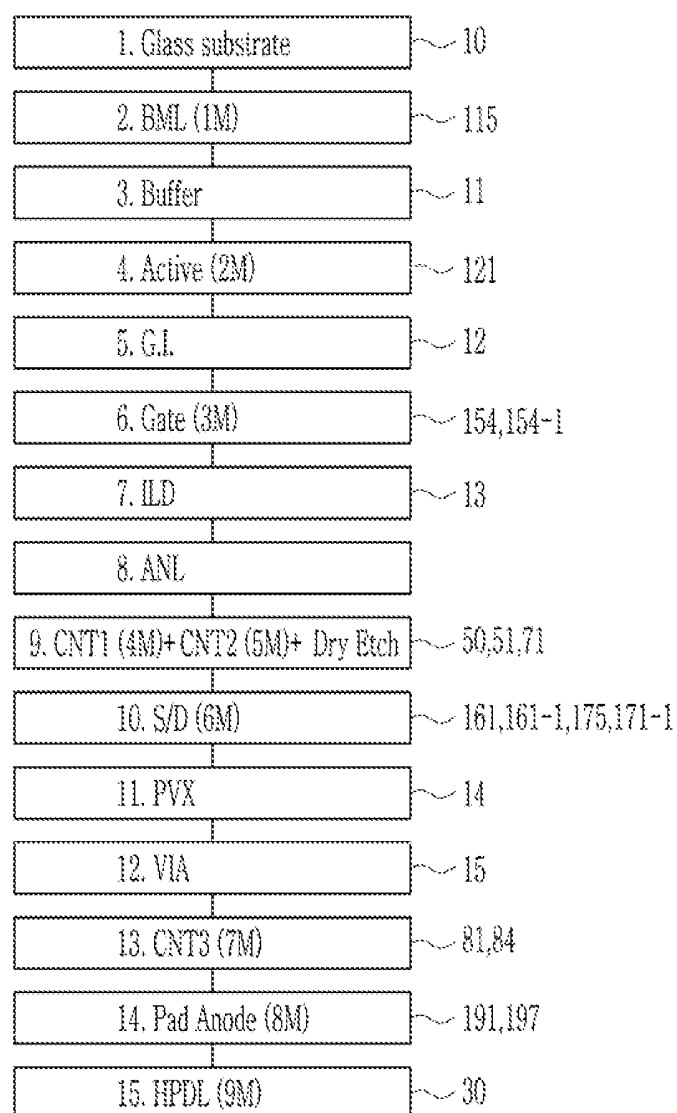 1. Glass substrate 10
2. BML (1M) 115
3. Buffer 11
4. Active (2M) 121
5. G.I. 12
6. Gate (3M) 154,154-1
7. ILD 13
8. ANL
9. CNT1 (4M)+ CNT2 (5M)+ Dry Etch 50,51,71
10. S/D (6M) 161,161-1,175,171-1
11. PVX 14
12. VIA 15
13. CNT3 (7M) 81,84
14. Pad Anode (8M) 191,197
15. HPDL (9M) 30